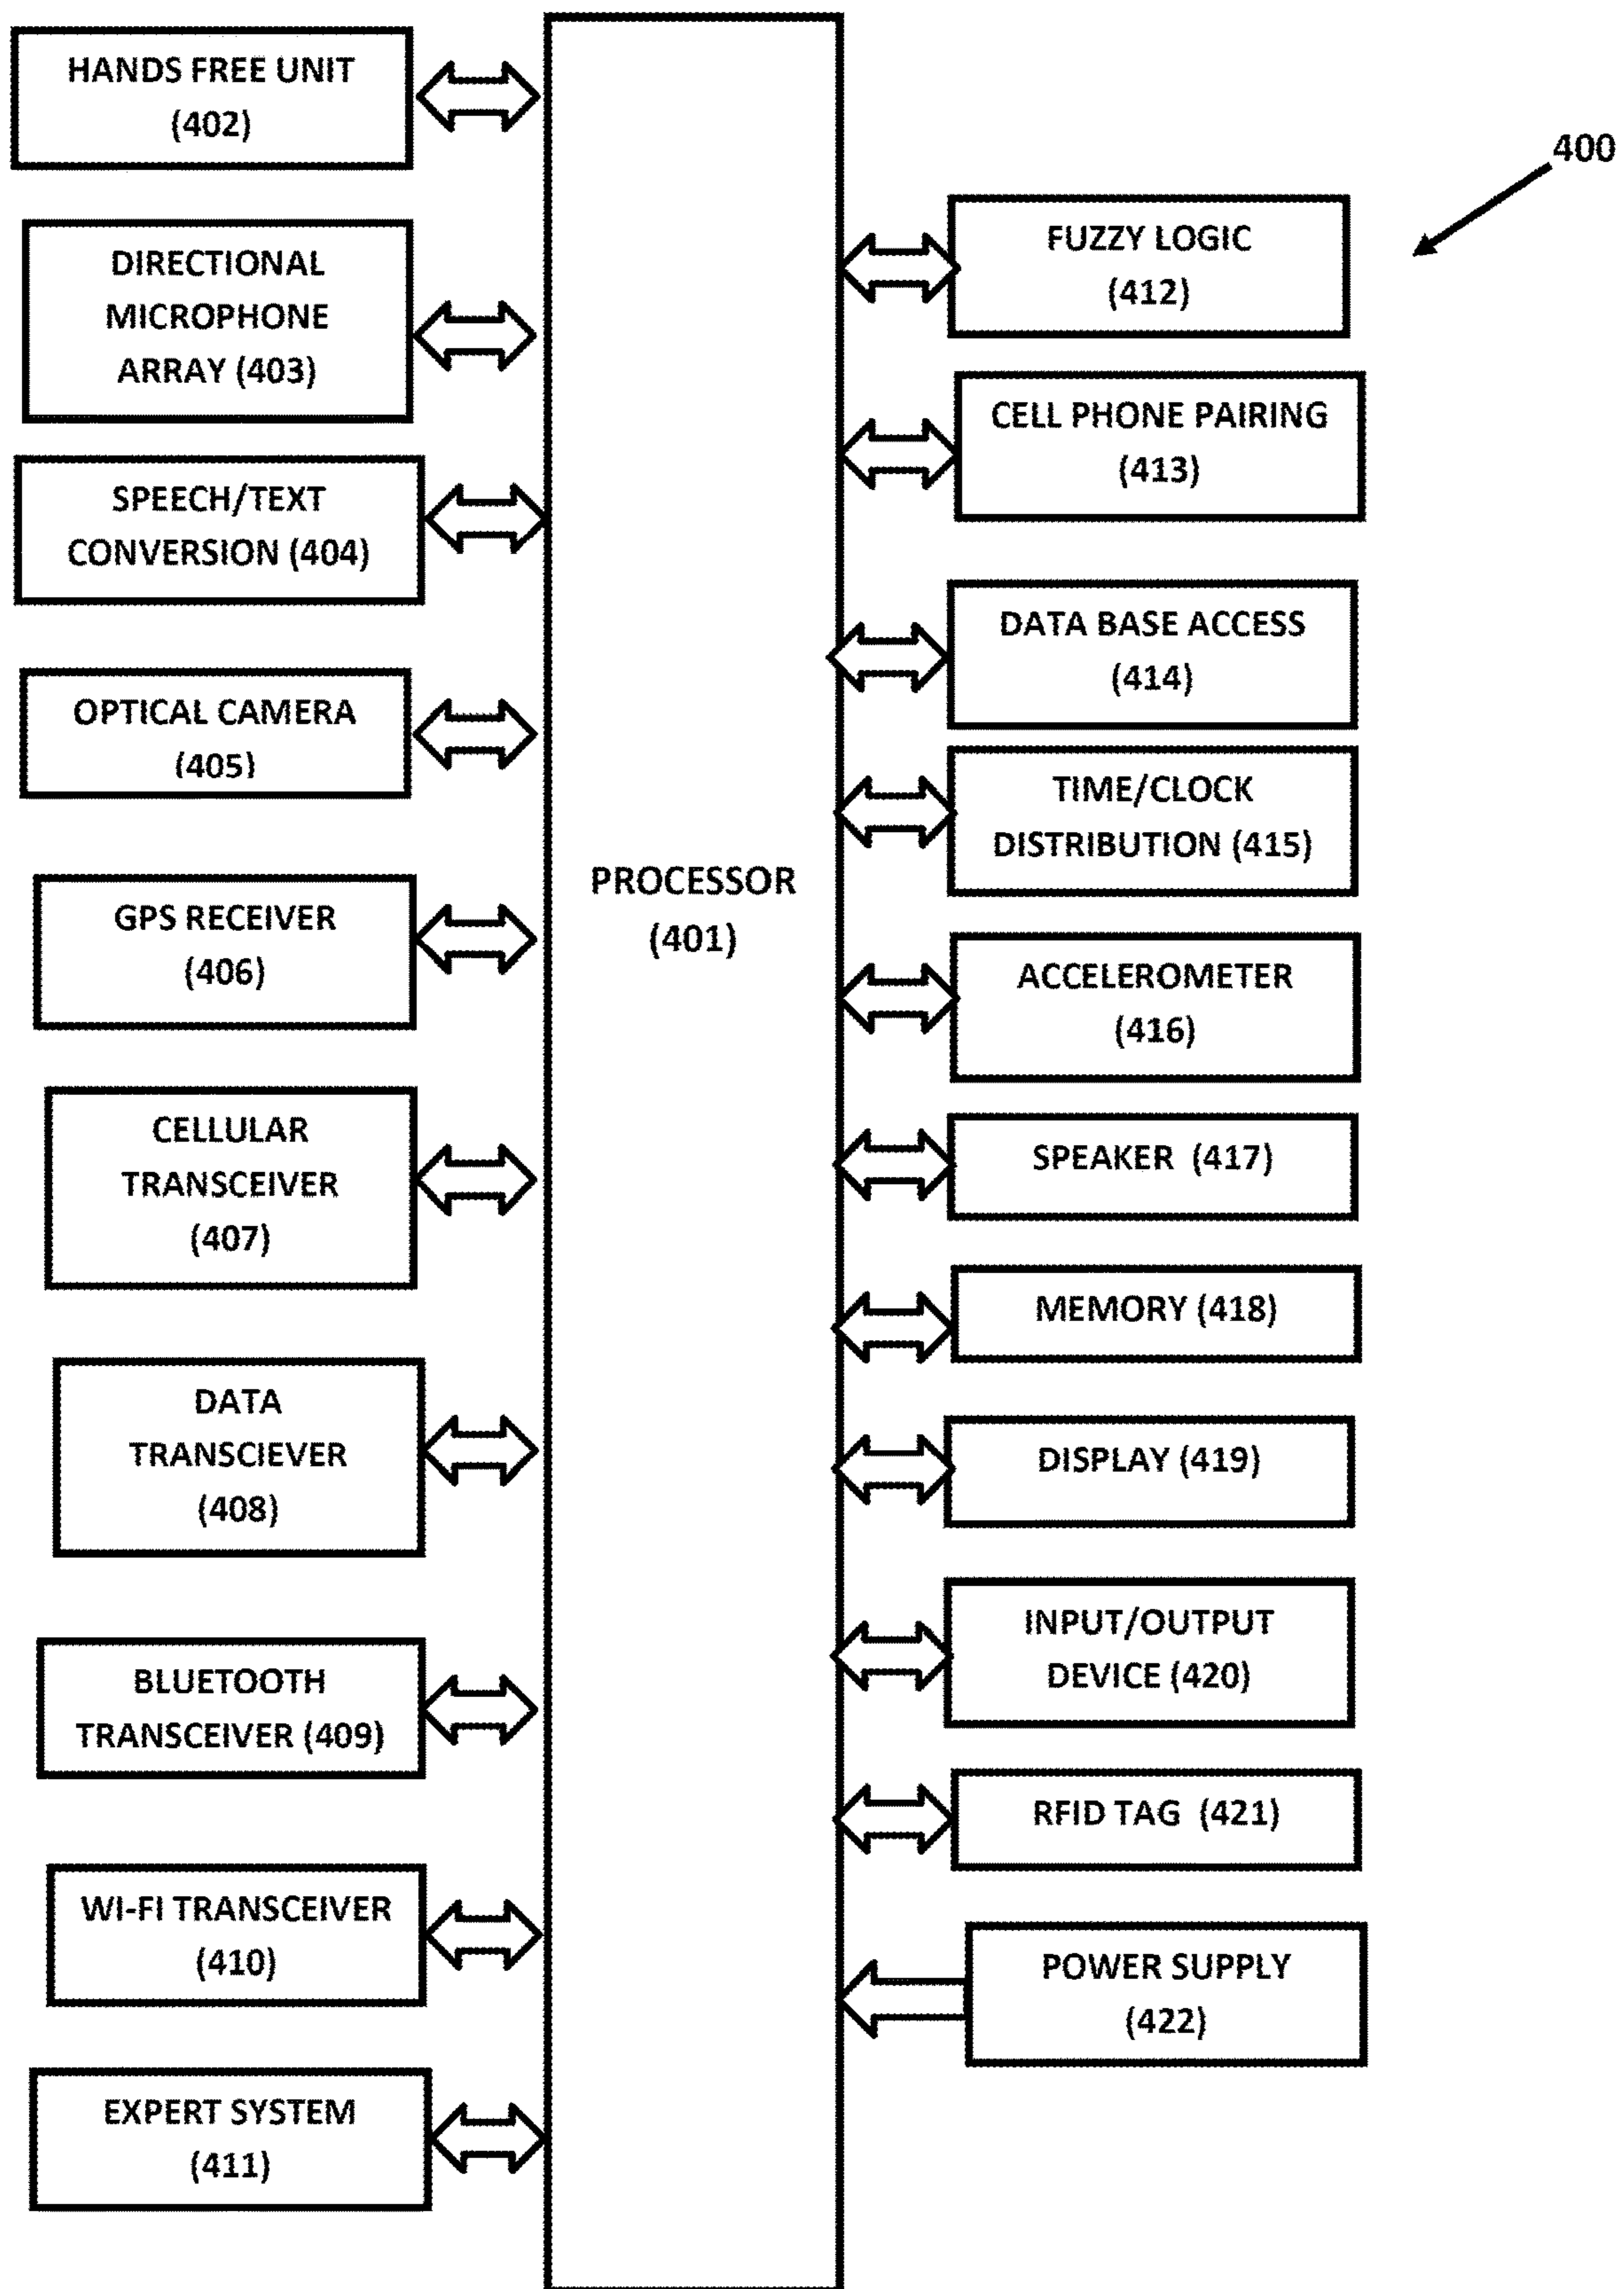 HANDS FREE UNIT
(402)
DIRECTIONAL
MICROPHONE
ARRAY (403)
SPEECH/TEXT
CONVERSION (404)
OPTICAL CAMERA
(405)
GPS RECEIVER
(406)
CELLULAR
TRANSCEIVER
(407)
DATA
TRANSCIEVER
(408)
BLUETOOTH
TRANSCEIVER (409)
WI-FI TRANSCEIVER
(410)
EXPERT SYSTEM
(411)
PROCESSOR
(401)
400
FUZZY LOGIC
(412)
CELL PHONE PAIRING
(413)
DATA BASE ACCESS
(414)
TIME/CLOCK
DISTRIBUTION (415)
ACCELEROMETER
(416)
SPEAKER (417)
MEMORY (418)
DISPLAY (419)
INPUT/OUTPUT
DEVICE (420)
RFID TAG (421)
POWER SUPPLY
(422)